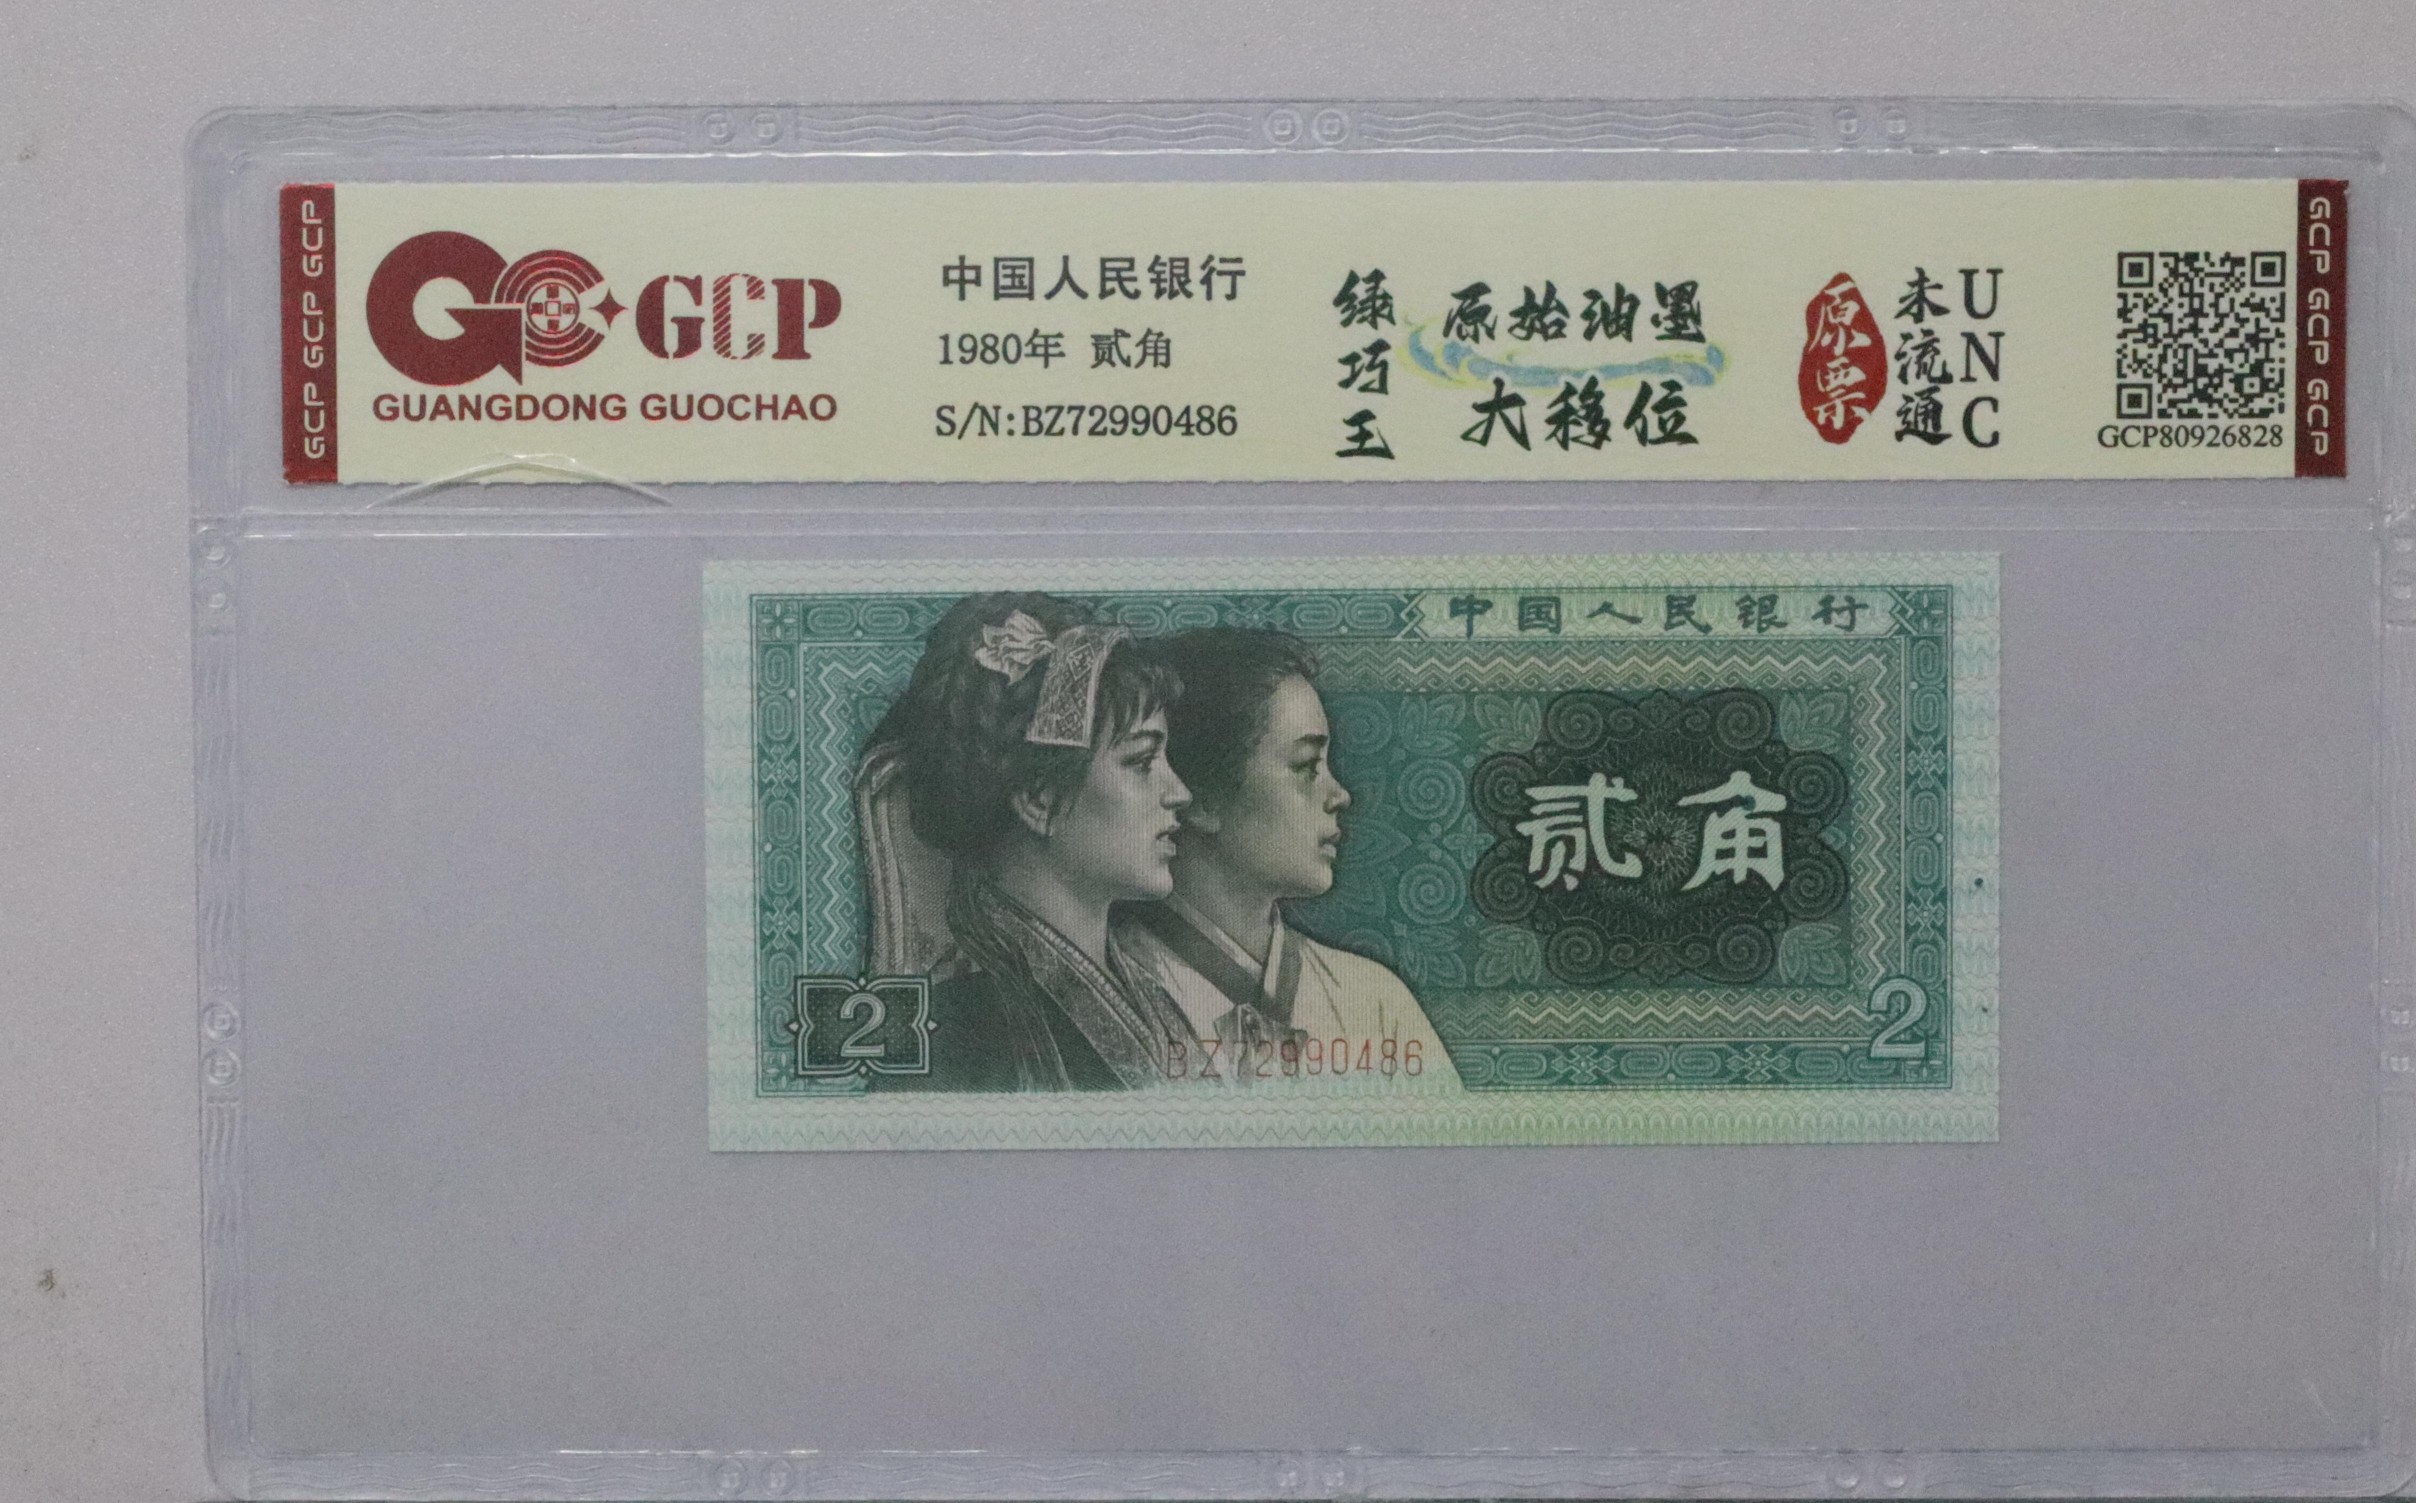 GCP GCP GCP
GCP
GUANGDONG GUOCHAO
中国人民银行
1980年 贰角
S/N:BZ72990486
绿巧王
原始油墨
大移位
原票
未流通
UNC
GCP80926828
GCP GCP GCP
中国人民银行
贰角
2
2
BZ72990486